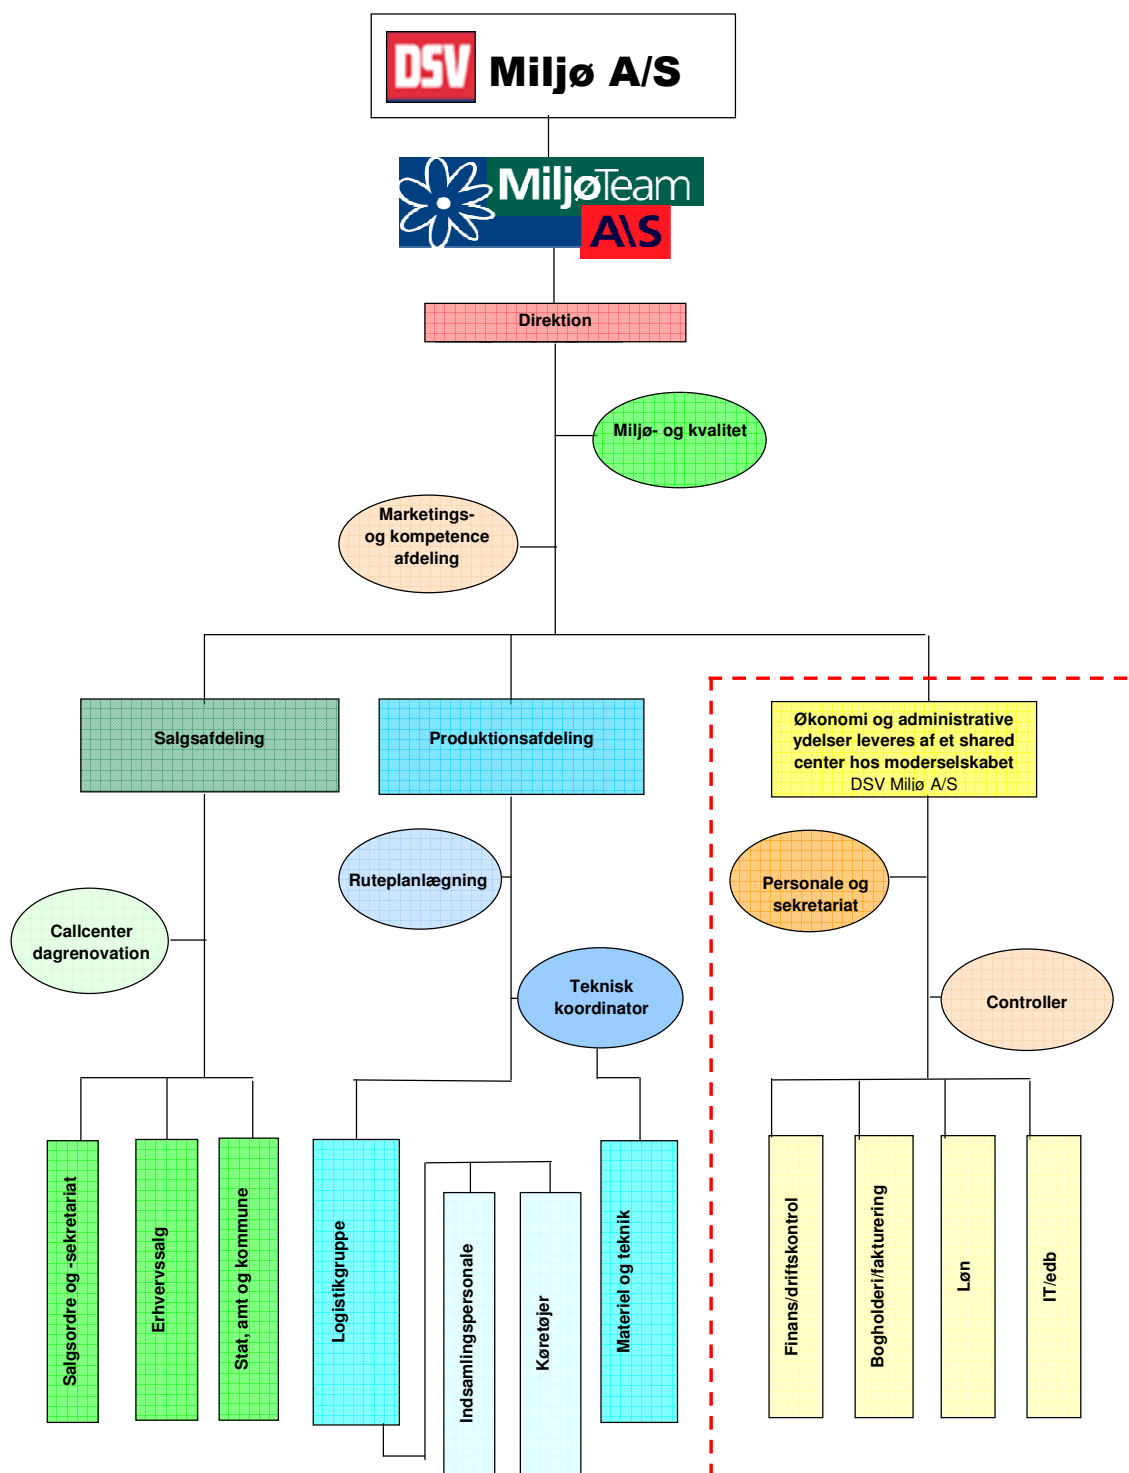 DSV Miljø A/S
MiljøTeam
A\S
Direktion
Miljø- og kvalitet
Marketings-
og kompetence
afdeling
Salgsafdeling
Produktionsafdeling
Økonomi og administrative
ydelser leveres af et shared
center hos moderselskabet
DSV Miljø A/S
Ruteplanlægning
Personale og
sekretariat
Callcenter
dagrenovation
Teknisk
koordinator
Controller
Salgsordre og -sekretariat
Erhvervssalg
Stat, amt og kommune
Logistikgruppe
Indsamlingspersonale
Køretøjer
Materiel og teknik
Finans/driftskontrol
Bogholderi/fakturering
Løn
IT/edb